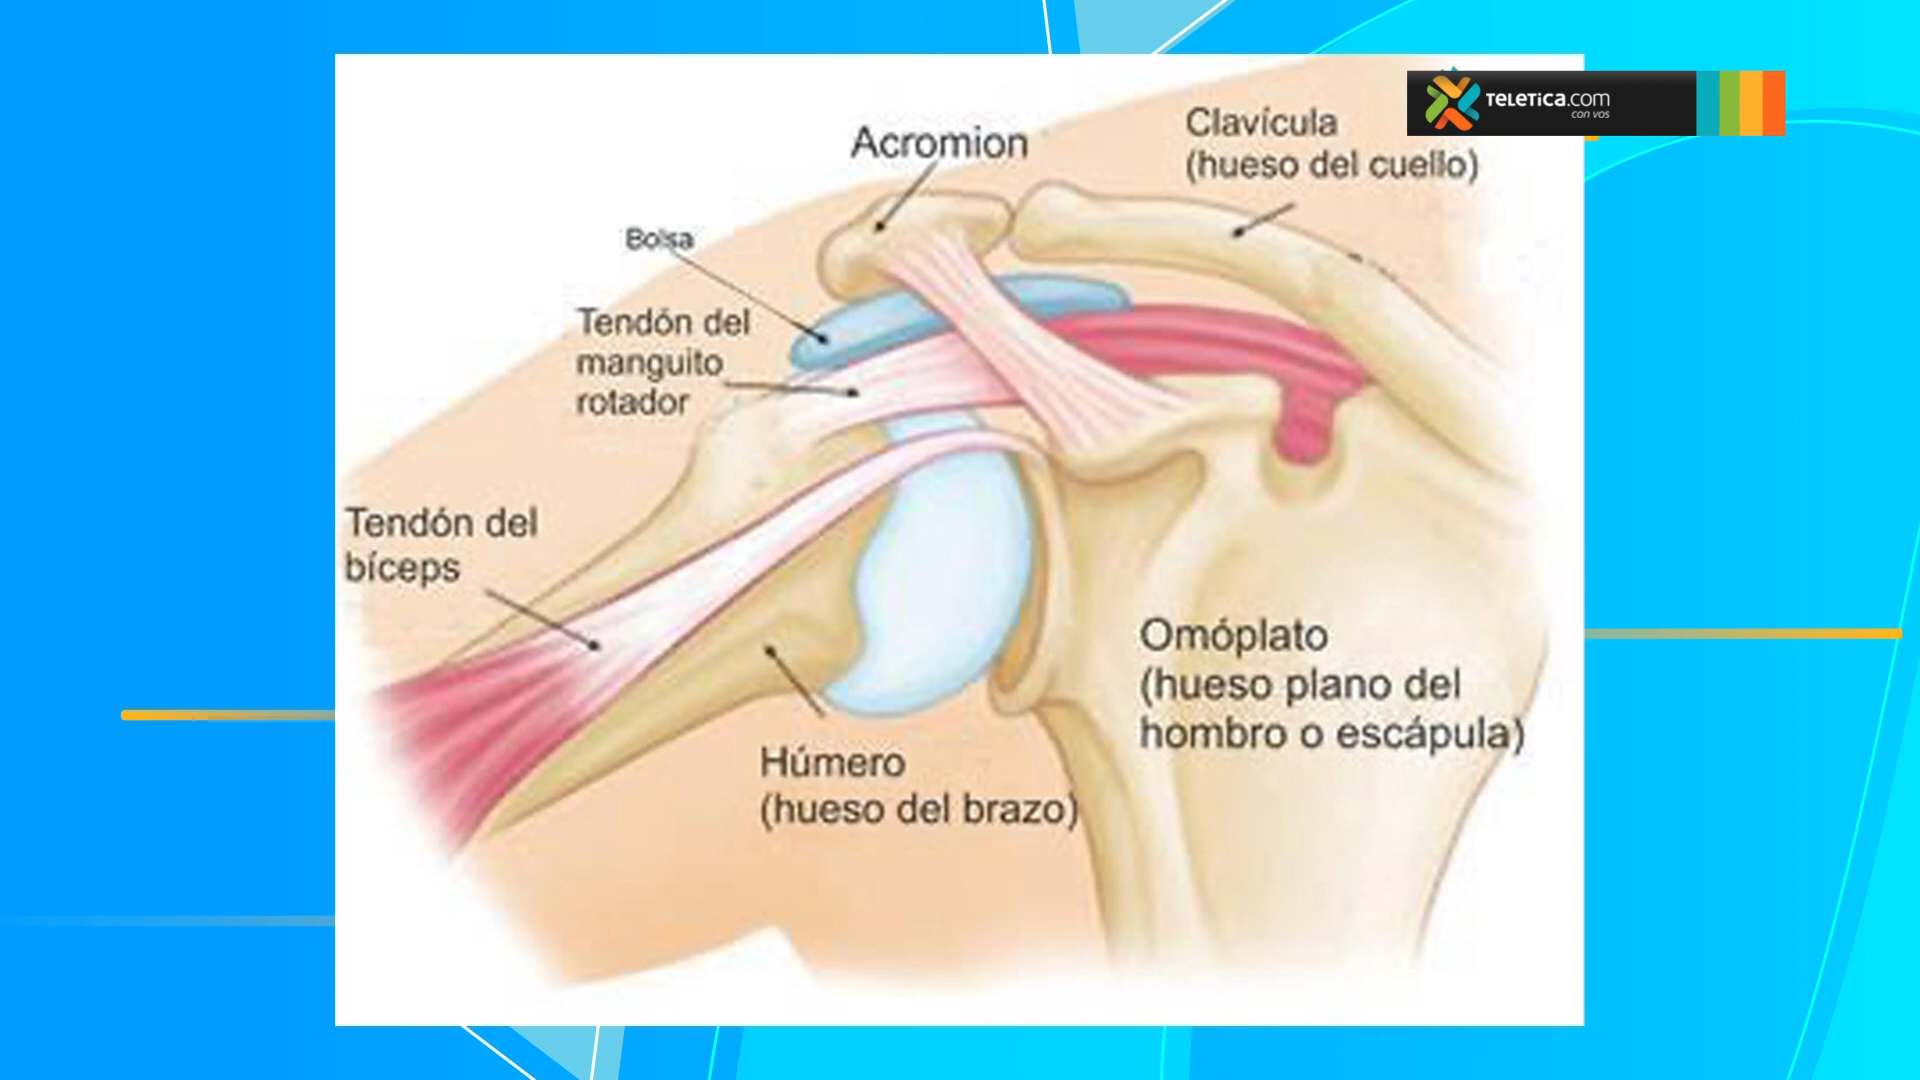 TELETICA.com
con vos
Acromion
Clavícula
(hueso del cuello)
Bolsa
Tendón del
manguito
rotador
Tendón del
bíceps
Húmero
(hueso del brazo)
Omóplato
(hueso plano del
hombro o escápula)